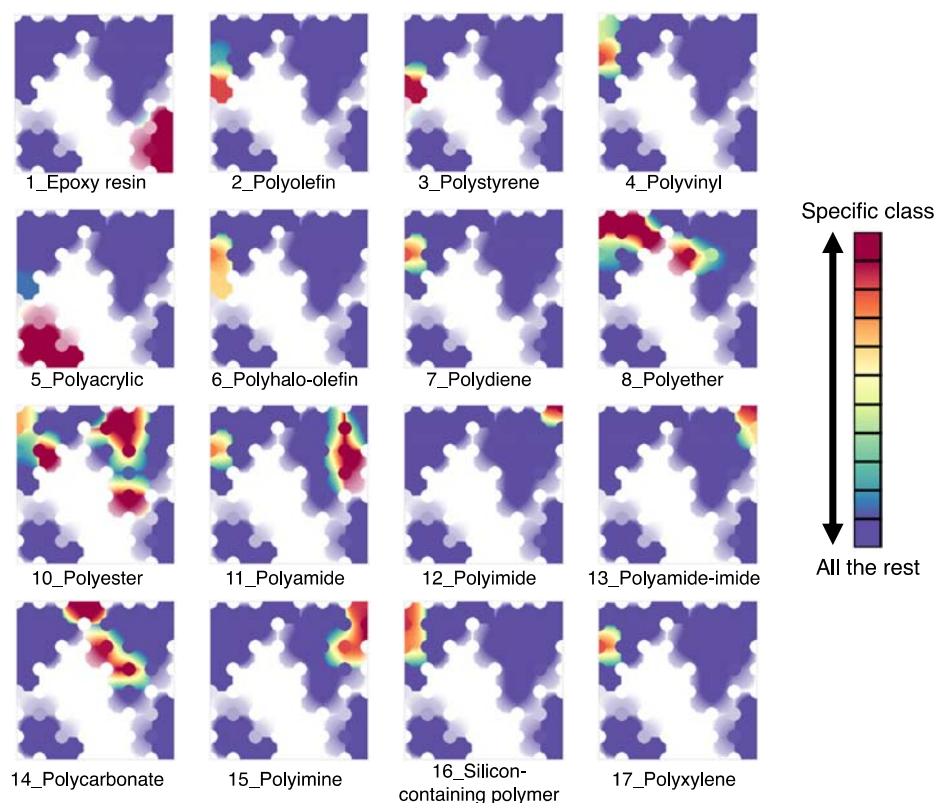 1_Epoxy resin
2_Polyolefin
3_Polystyrene
4_Polyvinyl
Specific class
5_Polyacrylic
6_Polyhalo-olefin
7_Polydiene
8_Polyether
10_Polyester
11_Polyamide
12_Polyimide
13_Polyamide-imide
All the rest
14_Polycarbonate
15_Polyimine
16_Silicon-
containing polymer
17_Polyxylene